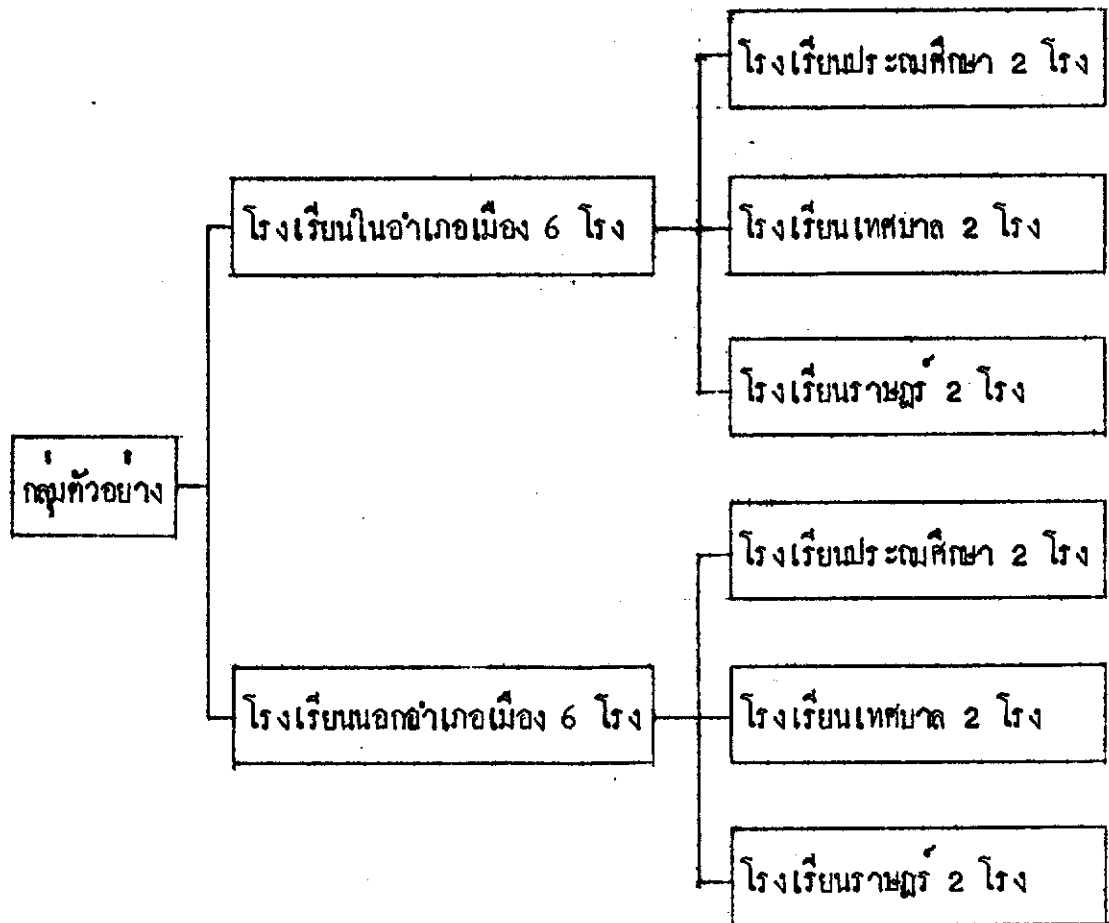 โรงเรียนประถมศึกษา 2 โรง
โรงเรียนในอำเภอเมือง 6 โรง
โรงเรียนเทศบาล 2 โรง
โรงเรียนราษฎร์ 2 โรง
กลุ่มตัวอย่าง
โรงเรียนประถมศึกษา 2 โรง
โรงเรียนนอกอำเภอเมือง 6 โรง
โรงเรียนเทศบาล 2 โรง
โรงเรียนราษฎร์ 2 โรง